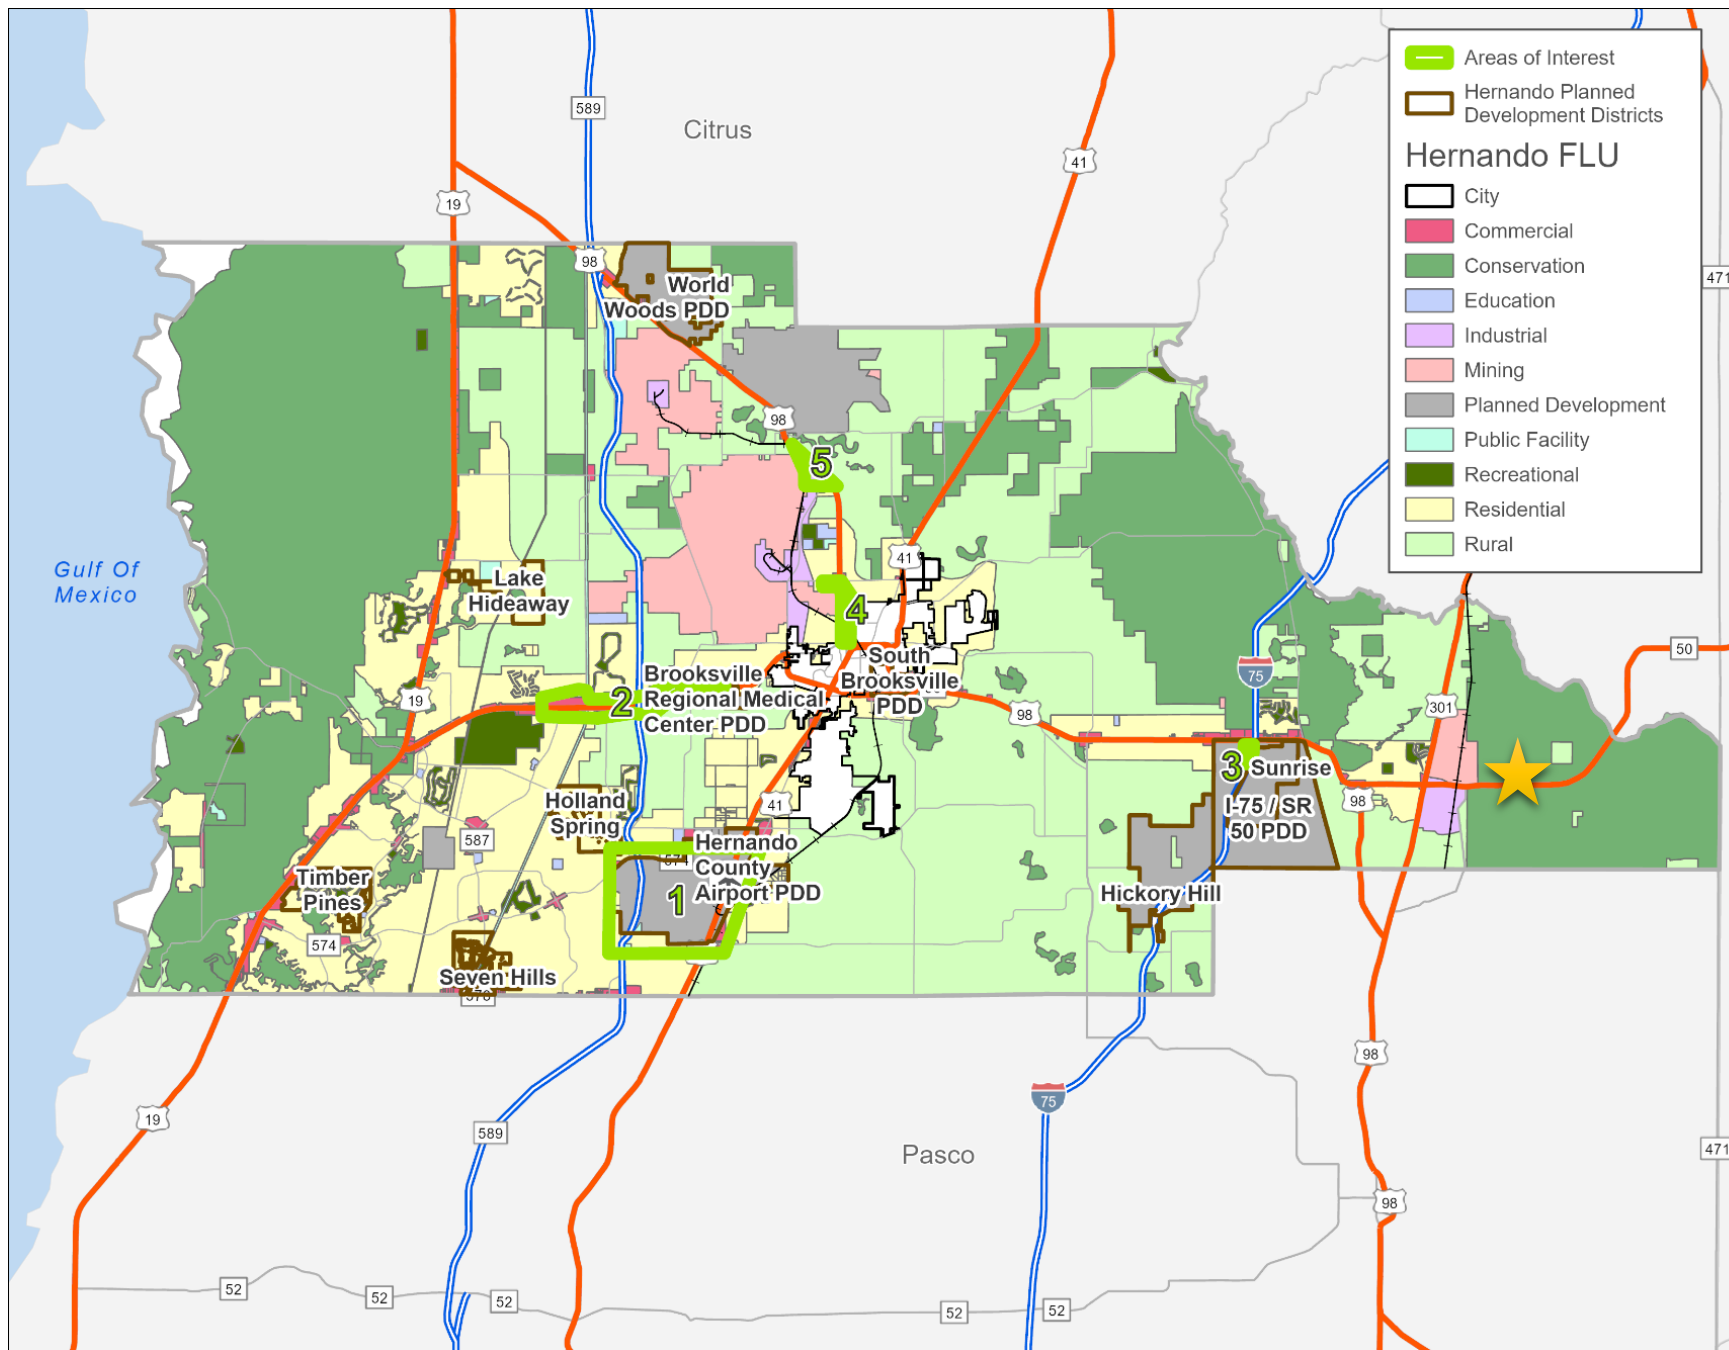 Areas of Interest
Hernando Planned
Development Districts
Hernando FLU
City
Commercial
Conservation
Education
Industrial
Mining
Planned Development
Public Facility
Recreational
Residential
Rural
589
Citrus
41
19
98
471
World
Woods PDD
98
5
Gulf Of
Mexico
41
Lake
Hideaway
4
50
South
Brooksville
PDD
75
19
2
Brooksville
Regional Medical
Center PDD
98
301
3
Sunrise
I-75 / SR
50 PDD
98
Holland
Spring
41
587
Hernando
County
Airport PDD
1
Timber
Pines
Hickory Hill
574
Seven Hills
98
75
19
589
Pasco
471
98
52
52
52
52
52